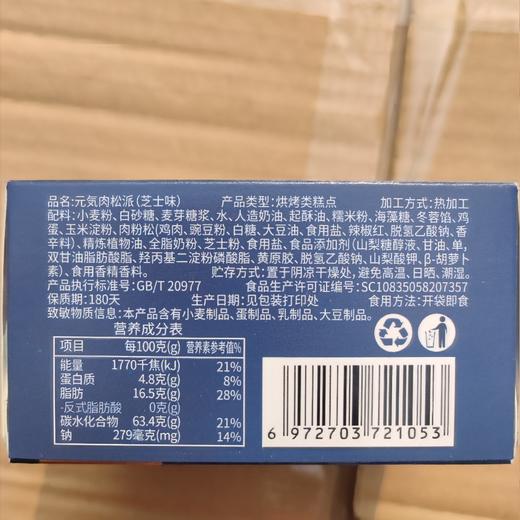 品名:元気肉松派(芝士味) 产品类型:烘烤类糕点 加工方式:热加工
配料:小麦粉、白砂糖、麦芽糖浆、水、人造奶油、起酥油、糯米粉、海藻糖、冬蓉馅、鸡
蛋、玉米淀粉、肉粉松(鸡肉、豌豆粉、白糖、大豆油、食用盐、辣椒红、脱氢乙酸钠、香
辛料)、精炼植物油、全脂奶粉、芝士粉、食用盐、食品添加剂(山梨糖醇液、甘油、单,
双甘油脂肪酸酯、羟丙基二淀粉磷酸酯、黄原胶、脱氢乙酸钠、山梨酸钾、β-胡萝卜
素)、食用香精香料。 贮存方式:置于阴凉干燥处,避免高温、日晒、潮湿。
产品执行标准号:GB/T 20977 食品生产许可证编号:SC10835058207357
保质期:180天 生产日期:见包装打印处 食用方法:开袋即食
致敏物质信息:本产品含有小麦制品、蛋制品、乳制品、大豆制品。
营养成分表
项目 每100克(g) 营养素参考值%
能量 1770千焦(kJ) 21%
蛋白质 4.8克(g) 8%
脂肪 16.5克(g) 28%
-反式脂肪酸 0克(g)
碳水化合物 63.4克(g) 21%
钠 279毫克(mg) 14%
6 972703 721053